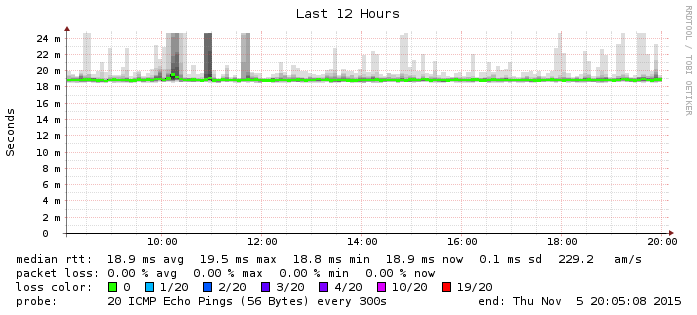 Last 12 Hours
RRDTOOL / TOBI OETIKER
Seconds
24 m
22 m
20 m
18 m
16 m
14 m
12 m
10 m
8 m
6 m
4 m
2 m
0
10:00 12:00 14:00 16:00 18:00 20:00
median rtt: 18.9 ms avg 19.5 ms max 18.8 ms min 18.9 ms now 0.1 ms sd 229.2 am/s
packet loss: 0.00 % avg 0.00 % max 0.00 % min 0.00 % now
loss color: 0 1/20 2/20 3/20 4/20 10/20 19/20
probe: 20 ICMP Echo Pings (56 Bytes) every 300s end: Thu Nov 5 20:05:08 2015